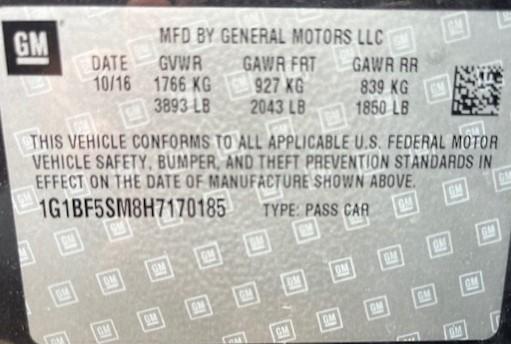 GM
MFD BY GENERAL MOTORS LLC
DATE GVWR GAWR FRT GAWR RR
10/16 1766 KG 927 KG 839 KG
3893 LB 2043 LB 1850 LB
THIS VEHICLE CONFORMS TO ALL APPLICABLE U.S. FEDERAL MOTOR
VEHICLE SAFETY, BUMPER, AND THEFT PREVENTION STANDARDS IN
EFFECT ON THE DATE OF MANUFACTURE SHOWN ABOVE.
1G1BF5SM8H7170185 TYPE: PASS CAR